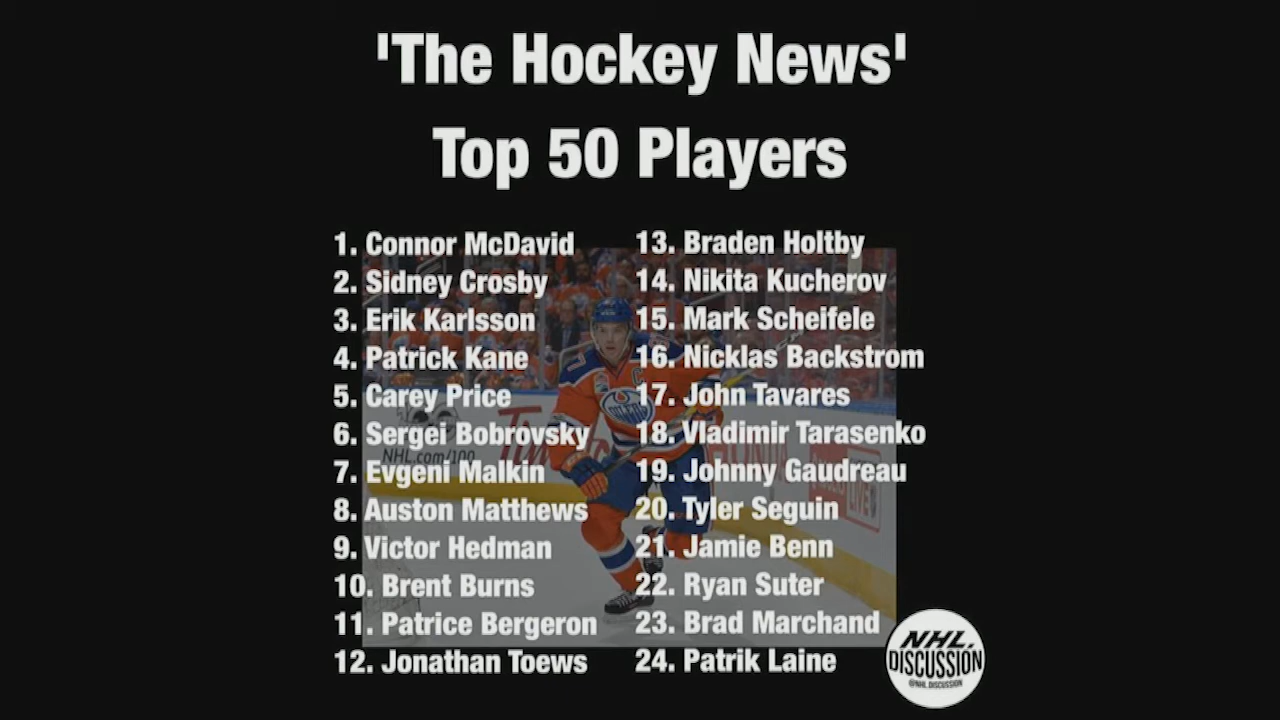 'The Hockey News'
Top 50 Players
1. Connor McDavid
2. Sidney Crosby
3. Erik Karlsson
4. Patrick Kane
5. Carey Price
6. Sergei Bobrovsky
7. Evgeni Malkin
8. Auston Matthews
9. Victor Hedman
10. Brent Burns
11. Patrice Bergeron
12. Jonathan Toews
13. Braden Holtby
14. Nikita Kucherov
15. Mark Scheifele
16. Nicklas Backstrom
17. John Tavares
18. Vladimir Tarasenko
19. Johnny Gaudreau
20. Tyler Seguin
21. Jamie Benn
22. Ryan Suter
23. Brad Marchand
24. Patrik Laine
NHL.com/100
OILERS
NHL.
DISCUSSION
@NHL.DISCUSSION